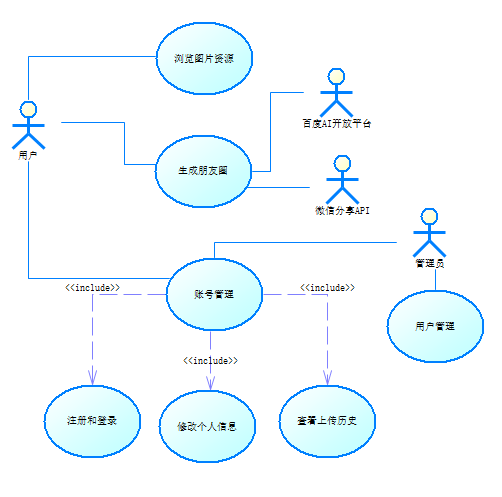 浏览图片资源
百度AI开放平台
用户
生成朋友圈
微信分享API
管理员
<<include>>
账号管理
<<include>>
用户管理
<<include>>
注册和登录
修改个人信息
查看上传历史